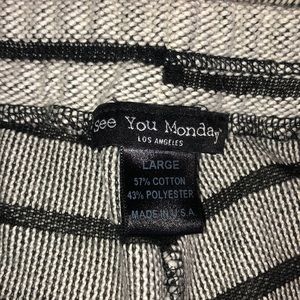 See You Monday
LOS ANGELES
LARGE
57% COTTON
43% POLYESTER
MADE IN U.S.A